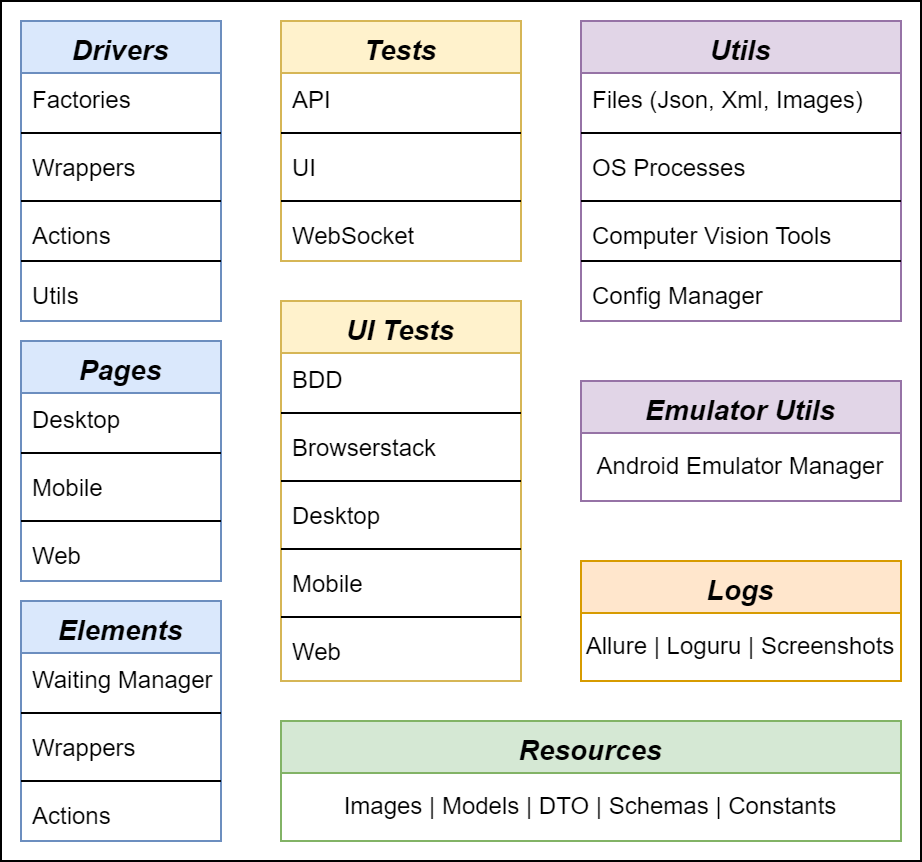 Drivers
Factories
Wrappers
Actions
Utils
Pages
Desktop
Mobile
Web
Elements
Waiting Manager
Wrappers
Actions
Tests
API
UI
WebSocket
UI Tests
BDD
Browserstack
Desktop
Mobile
Web
Utils
Files (Json, Xml, Images)
OS Processes
Computer Vision Tools
Config Manager
Emulator Utils
Android Emulator Manager
Logs
Allure | Loguru | Screenshots
Resources
Images | Models | DTO | Schemas | Constants